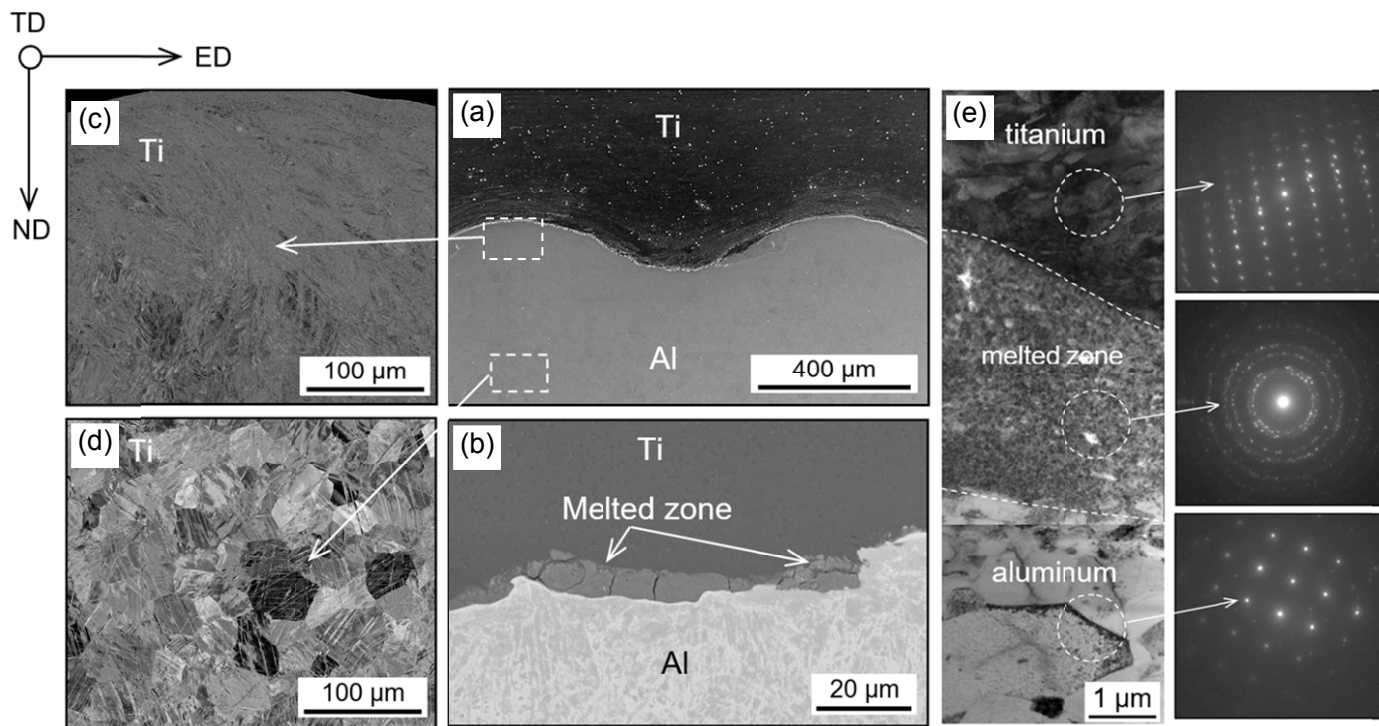 TD
ED
ND
(c)
Ti
100 µm
(a)
Ti
Al
400 µm
(d)
Ti
100 µm
(b)
Ti
Melted zone
Al
20 µm
(e)
titanium
melted zone
aluminum
1 µm